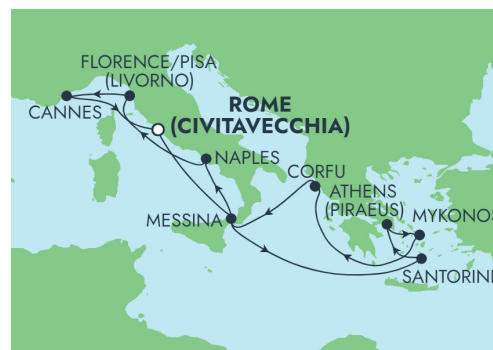 FLORENCE/PISA
(LIVORNO)
CANNES
ROME
(CIVITAVECCHIA)
NAPLES
CORFU
ATHENS
(PIRAEUS)
MYKONOS
MESSINA
SANTORINI